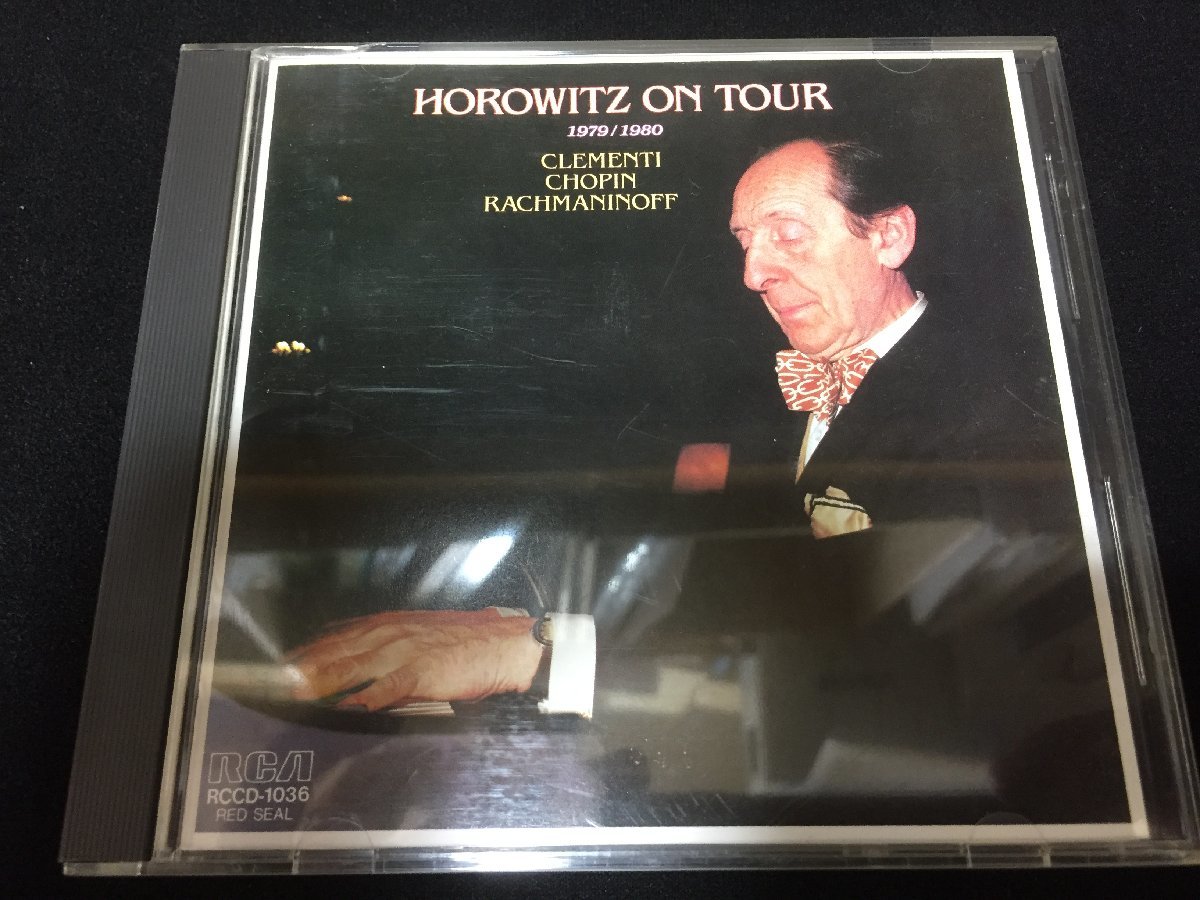 HOROWITZ ON TOUR
1979/1980
CLEMENTI
CHOPIN
RACHMANINOFF
RCA
RCCD-1036
RED SEAL